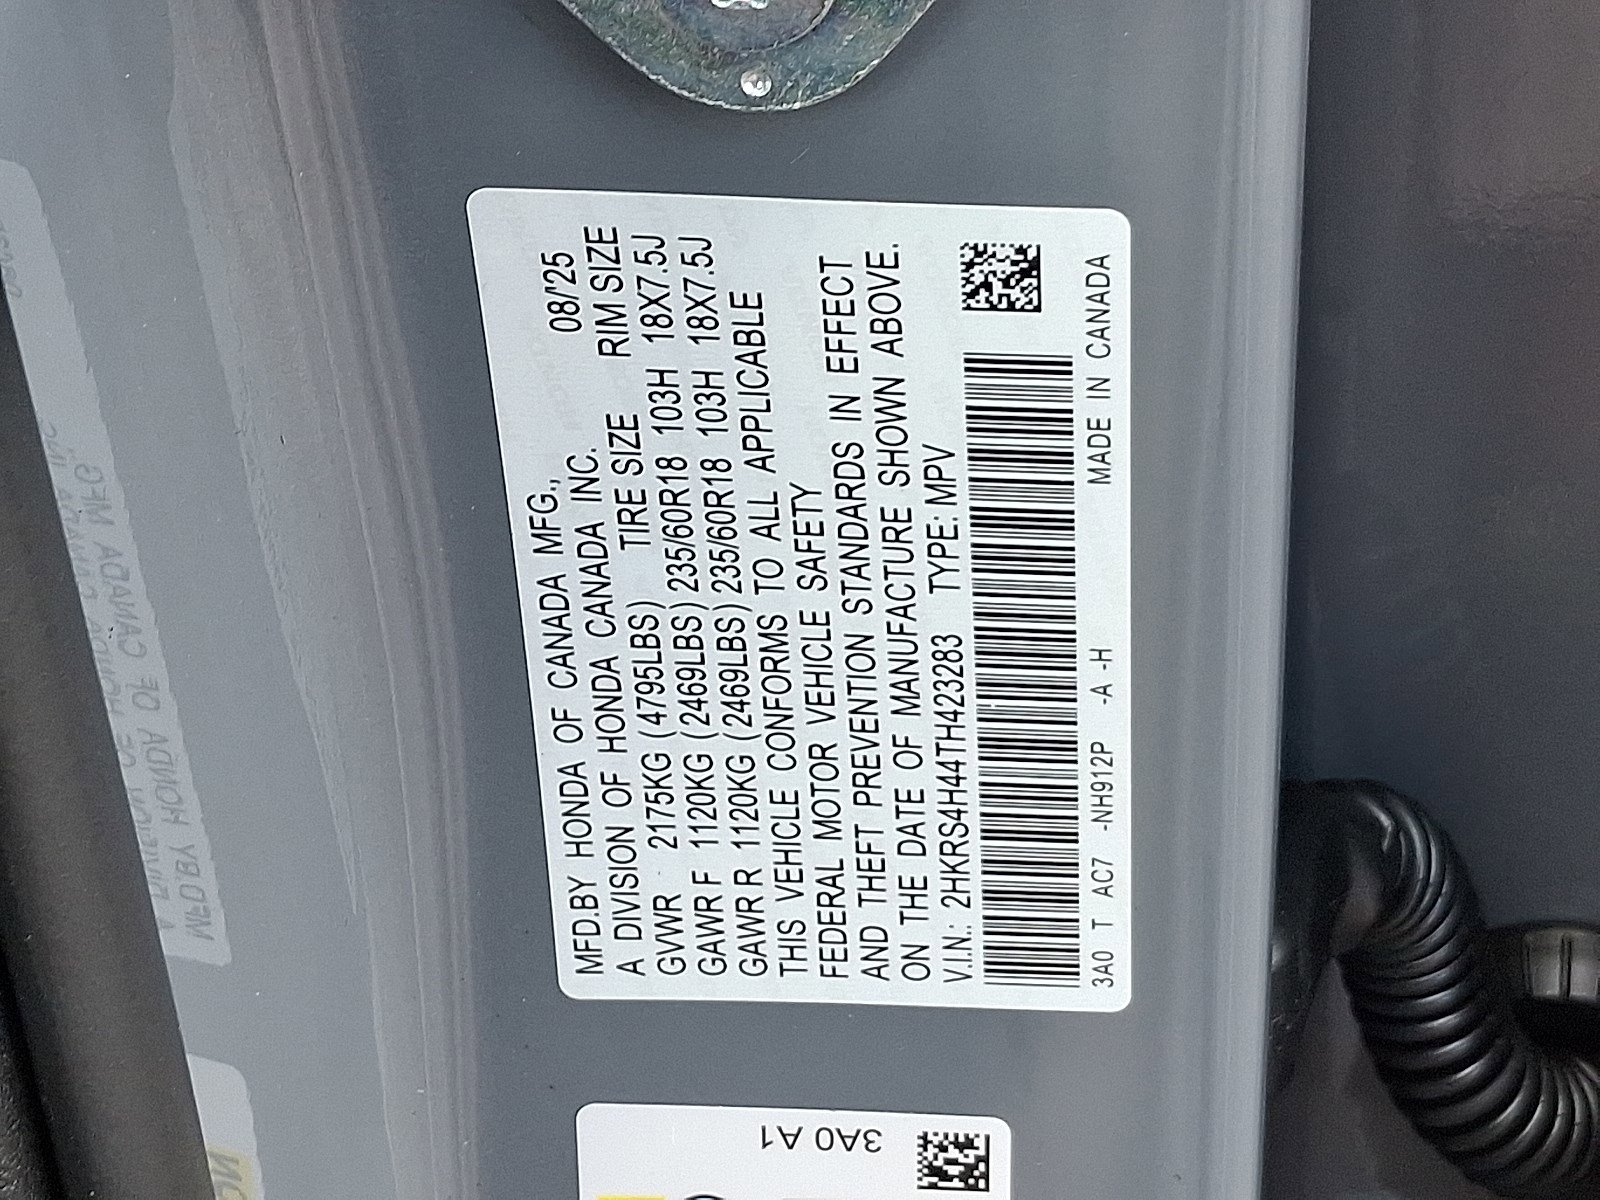 MFD.BY HONDA OF CANADA MFG., 08/'25
A DIVISION OF HONDA CANADA INC.
GVWR 2175KG (4795LBS) TIRE SIZE RIM SIZE
GAWR F 1120KG (2469LBS) 235/60R18 103H 18X7.5J
GAWR R 1120KG (2469LBS) 235/60R18 103H 18X7.5J
THIS VEHICLE CONFORMS TO ALL APPLICABLE
FEDERAL MOTOR VEHICLE SAFETY
AND THEFT PREVENTION STANDARDS IN EFFECT
ON THE DATE OF MANUFACTURE SHOWN ABOVE.
V.I.N.: 2HKRS4H44TH423283 TYPE: MPV
3A0 T AC7 -NH912P -A -H MADE IN CANADA
3A0 A1